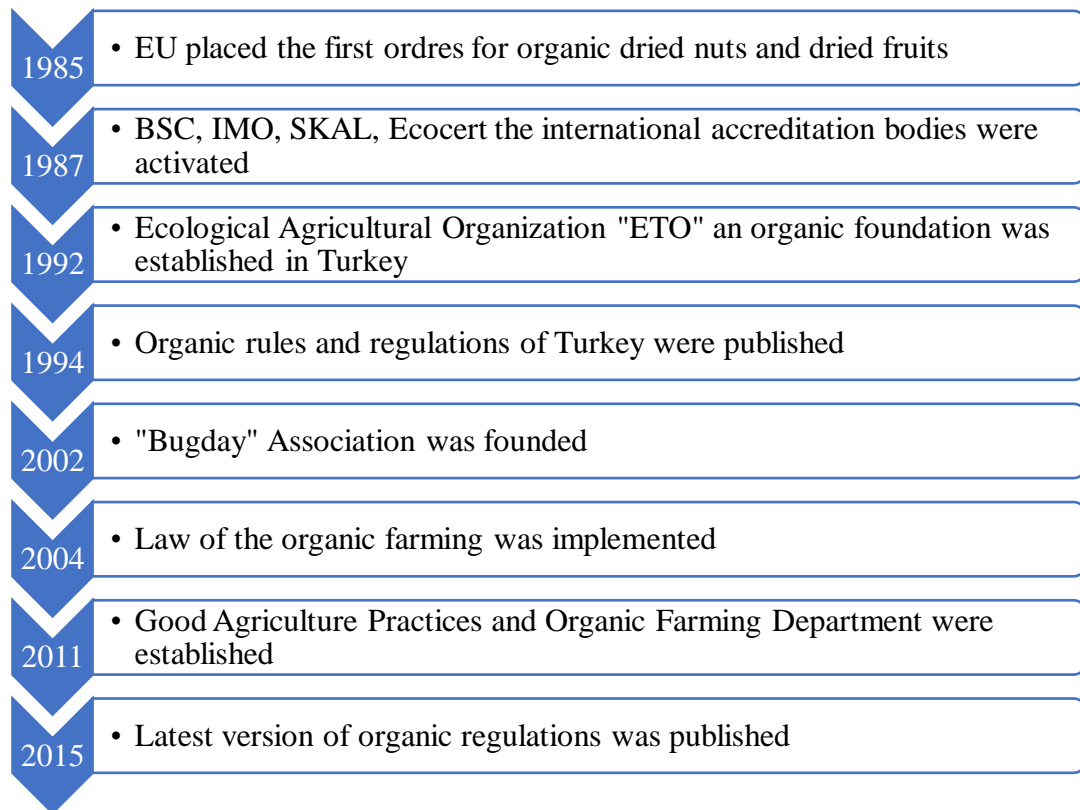 1985
• EU placed the first ordres for organic dried nuts and dried fruits
1987
• BSC, IMO, SKAL, Ecocert the international accreditation bodies were
activated
1992
• Ecological Agricultural Organization "ETO" an organic foundation was
established in Turkey
1994
• Organic rules and regulations of Turkey were published
2002
• "Bugday" Association was founded
2004
• Law of the organic farming was implemented
2011
• Good Agriculture Practices and Organic Farming Department were
established
2015
• Latest version of organic regulations was published